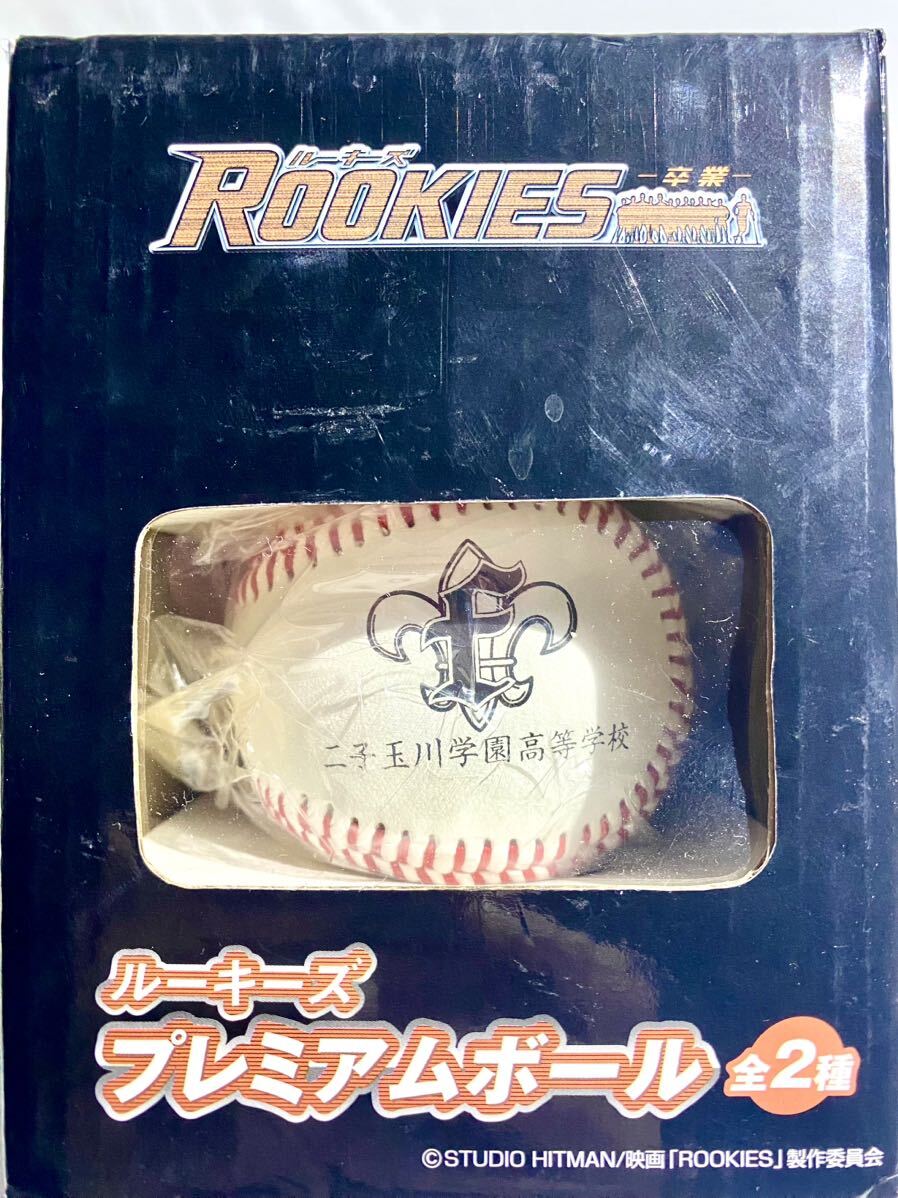 ルーキーズ
ROOKIES
－卒業－
二子玉川学園高等学校
ルーキーズ
プレミアムボール
全2種
©STUDIO HITMAN/映画「ROOKIES」製作委員会